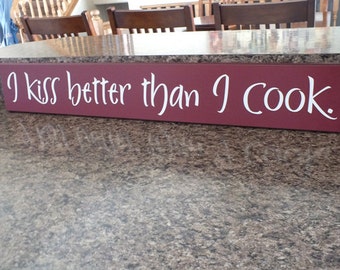 I kiss better than I cook.